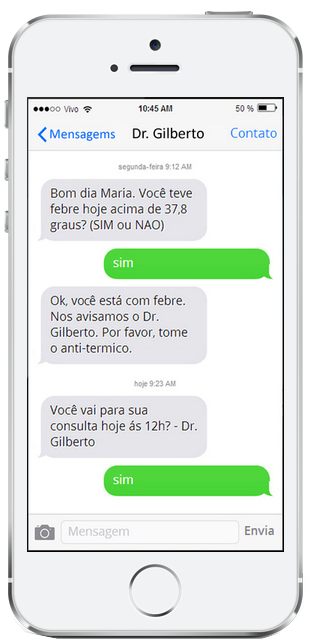 Vivo 10:45 AM 50 %
Mensagems Dr. Gilberto Contato
segunda-feira 9:12 AM
Bom dia Maria. Você teve
febre hoje acima de 37,8
graus? (SIM ou NAO)
sim
Ok, você está com febre.
Nos avisamos o Dr.
Gilberto. Por favor, tome
o anti-termico.
hoje 9:23 AM
Você vai para sua
consulta hoje ás 12h? - Dr.
Gilberto
sim
Mensagem Envia